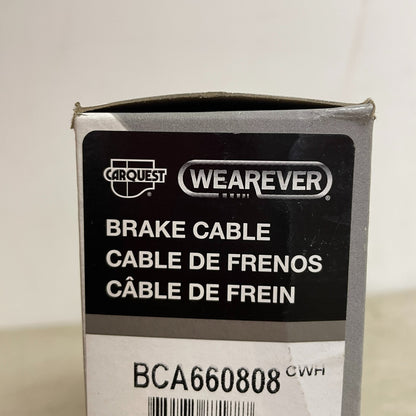 CARQUEST WEAREVER
BRAKE CABLE
CABLE DE FRENOS
CÂBLE DE FREIN
BCA660808 CWH